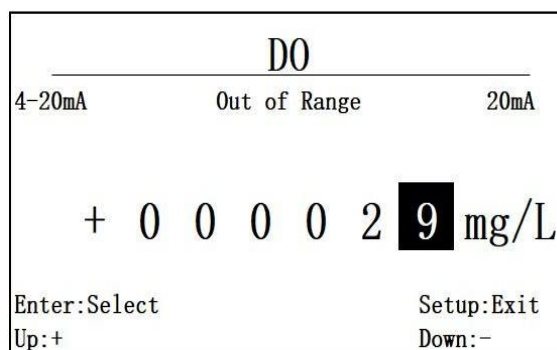 DO
4-20mA Out of Range 20mA
+ 0 0 0 0 2 9 mg/L
Enter:Select Setup:Exit
Up:+ Down:-